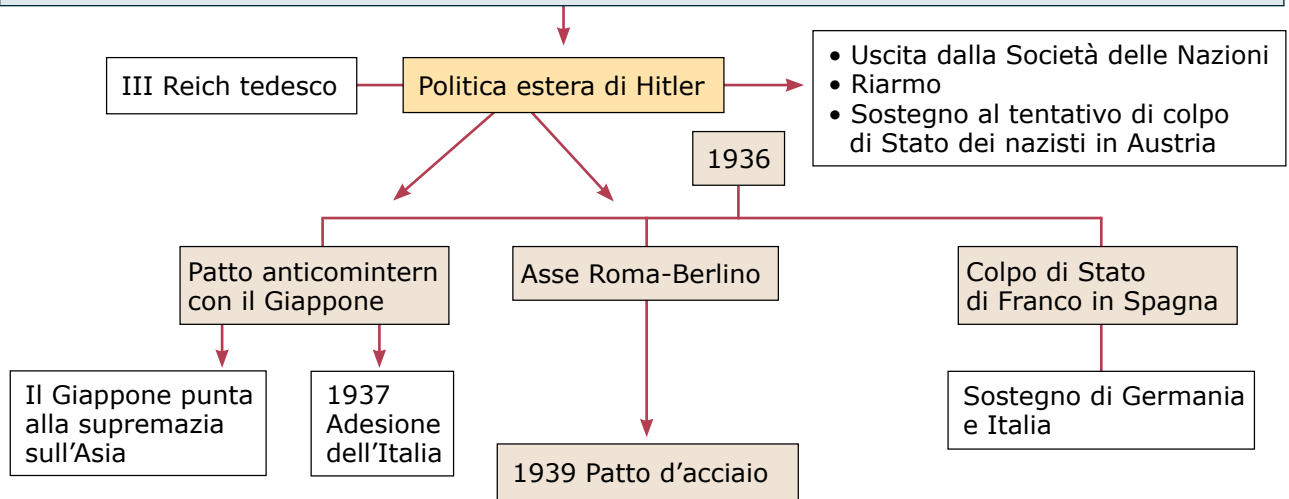 III Reich tedesco
Politica estera di Hitler
• Uscita dalla Società delle Nazioni
• Riarmo
• Sostegno al tentativo di colpo
di Stato dei nazisti in Austria
1936
Patto anticomintern
con il Giappone
Asse Roma-Berlino
Colpo di Stato
di Franco in Spagna
Il Giappone punta
alla supremazia
sull'Asia
1937
Adesione
dell'Italia
Sostegno di Germania
e Italia
1939 Patto d'acciaio